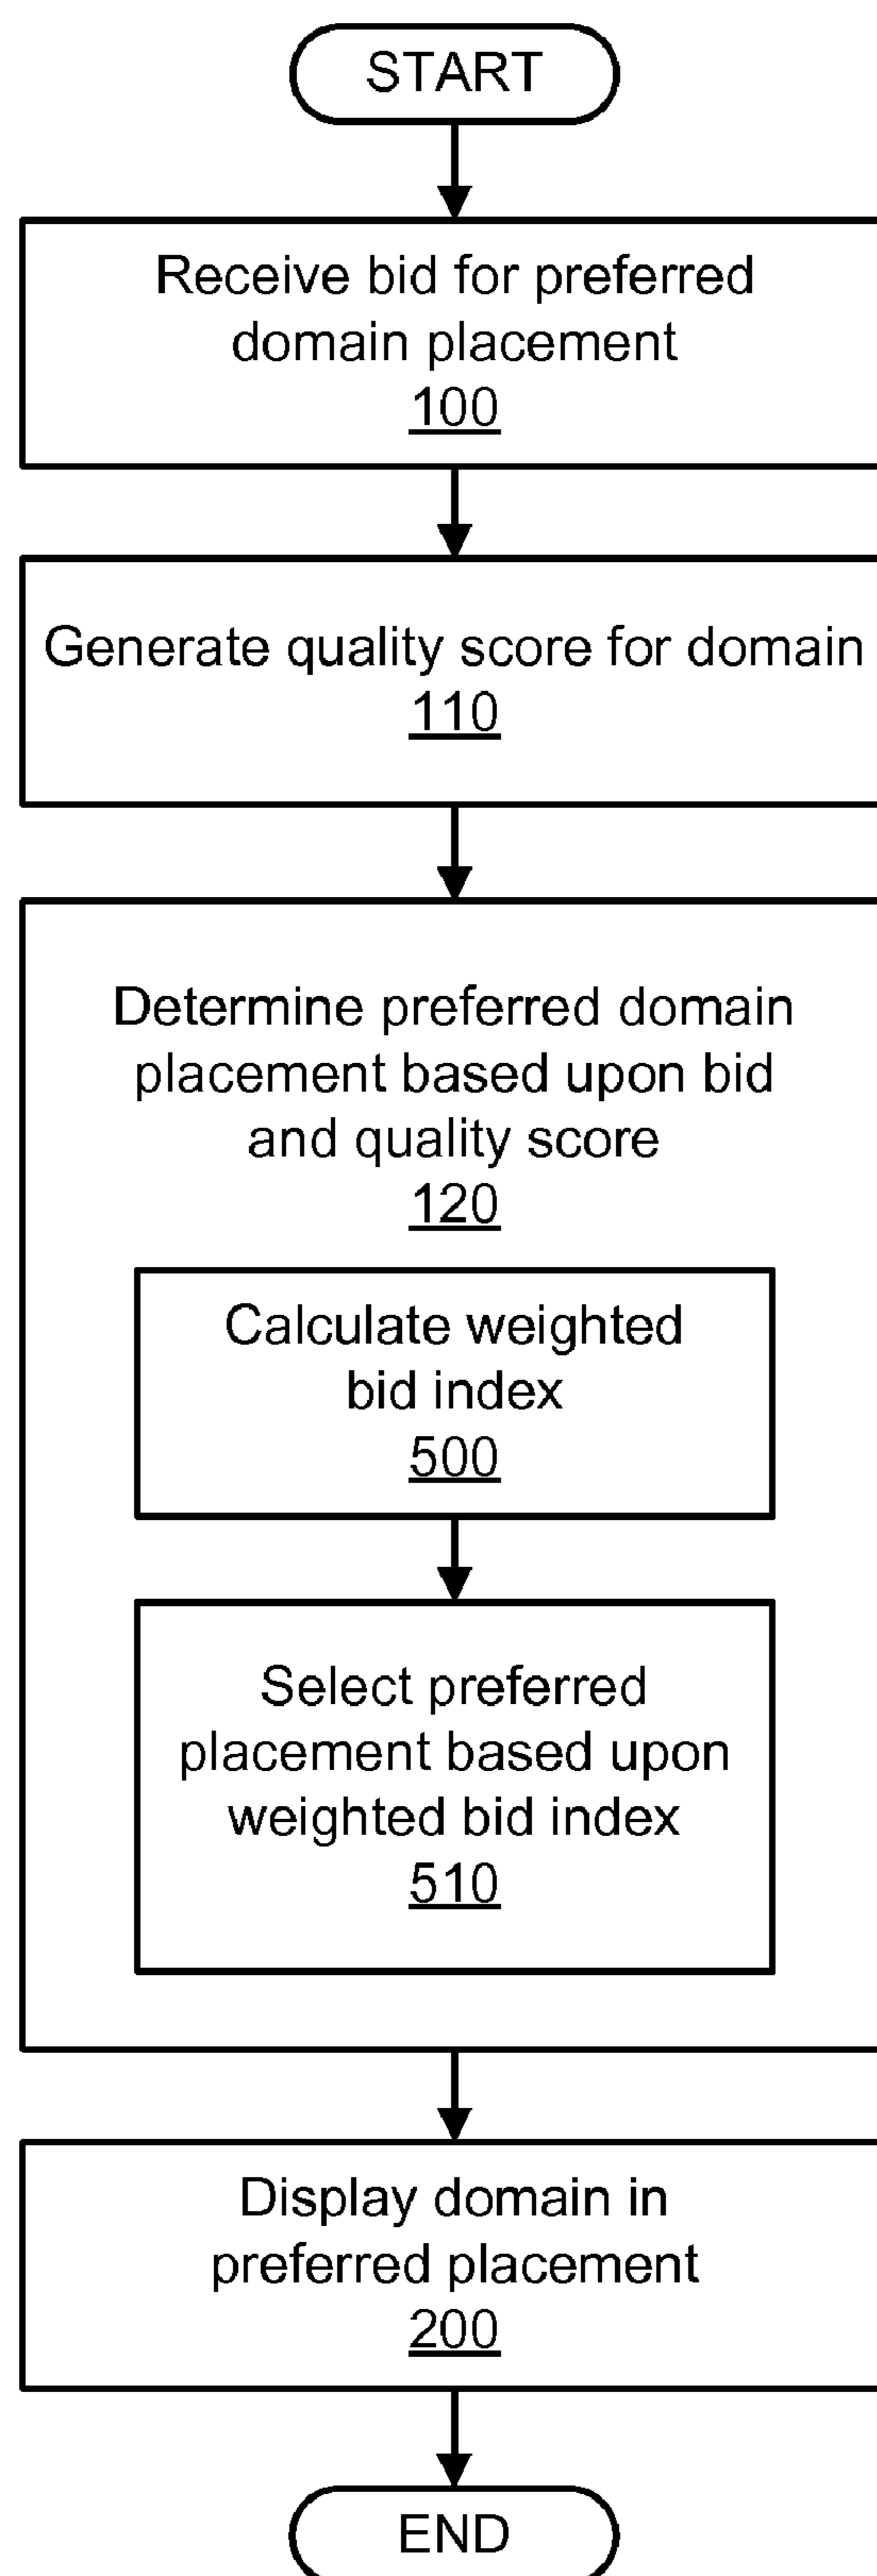 START
Receive bid for preferred
domain placement
100
Generate quality score for domain
110
Determine preferred domain
placement based upon bid
and quality score
120
Calculate weighted
bid index
500
Select preferred
placement based upon
weighted bid index
510
Display domain in
preferred placement
200
END